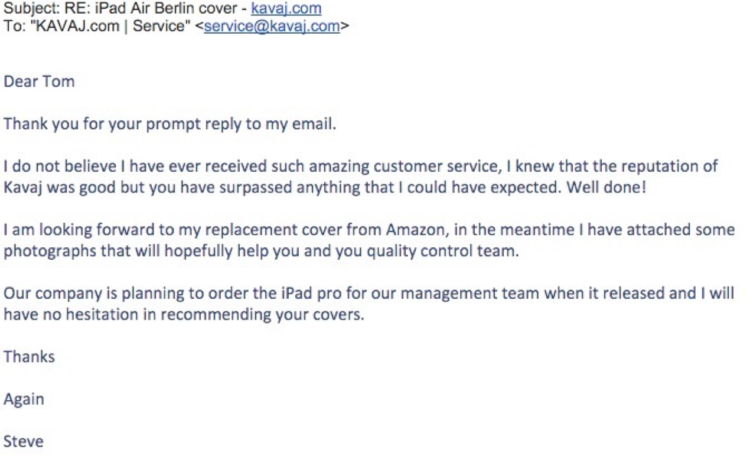 Subject: RE: iPad Air Berlin cover - kavaj.com
To: "KAVAJ.com | Service" <service@kavaj.com>
Dear Tom
Thank you for your prompt reply to my email.
I do not believe I have ever received such amazing customer service, I knew that the reputation of
Kavaj was good but you have surpassed anything that I could have expected. Well done!
I am looking forward to my replacement cover from Amazon, in the meantime I have attached some
photographs that will hopefully help you and you quality control team.
Our company is planning to order the iPad pro for our management team when it released and I will
have no hesitation in recommending your covers.
Thanks
Again
Steve